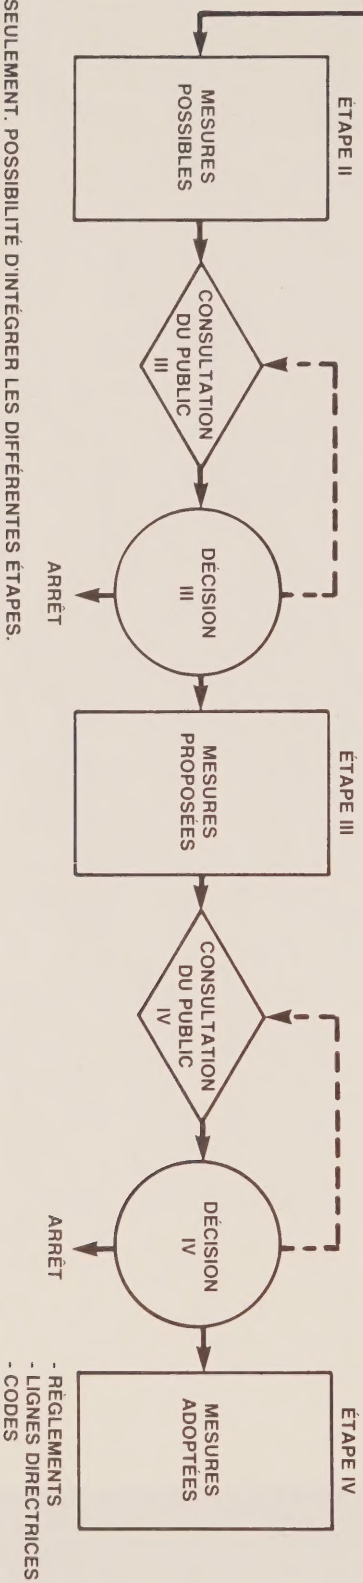 ÉTAPE II
MESURES
POSSIBLES
CONSULTATION
DU PUBLIC
III
DÉCISION
III
ARRÊT
ÉTAPE III
MESURES
PROPOSÉES
CONSULTATION
DU PUBLIC
IV
DÉCISION
IV
ARRÊT
ÉTAPE IV
MESURES
ADOPTÉES
- RÈGLEMENTS
- LIGNES DIRECTRICES
- CODES
SEULEMENT. POSSIBILITÉ D'INTÉGRER LES DIFFÉRENTES ÉTAPES.